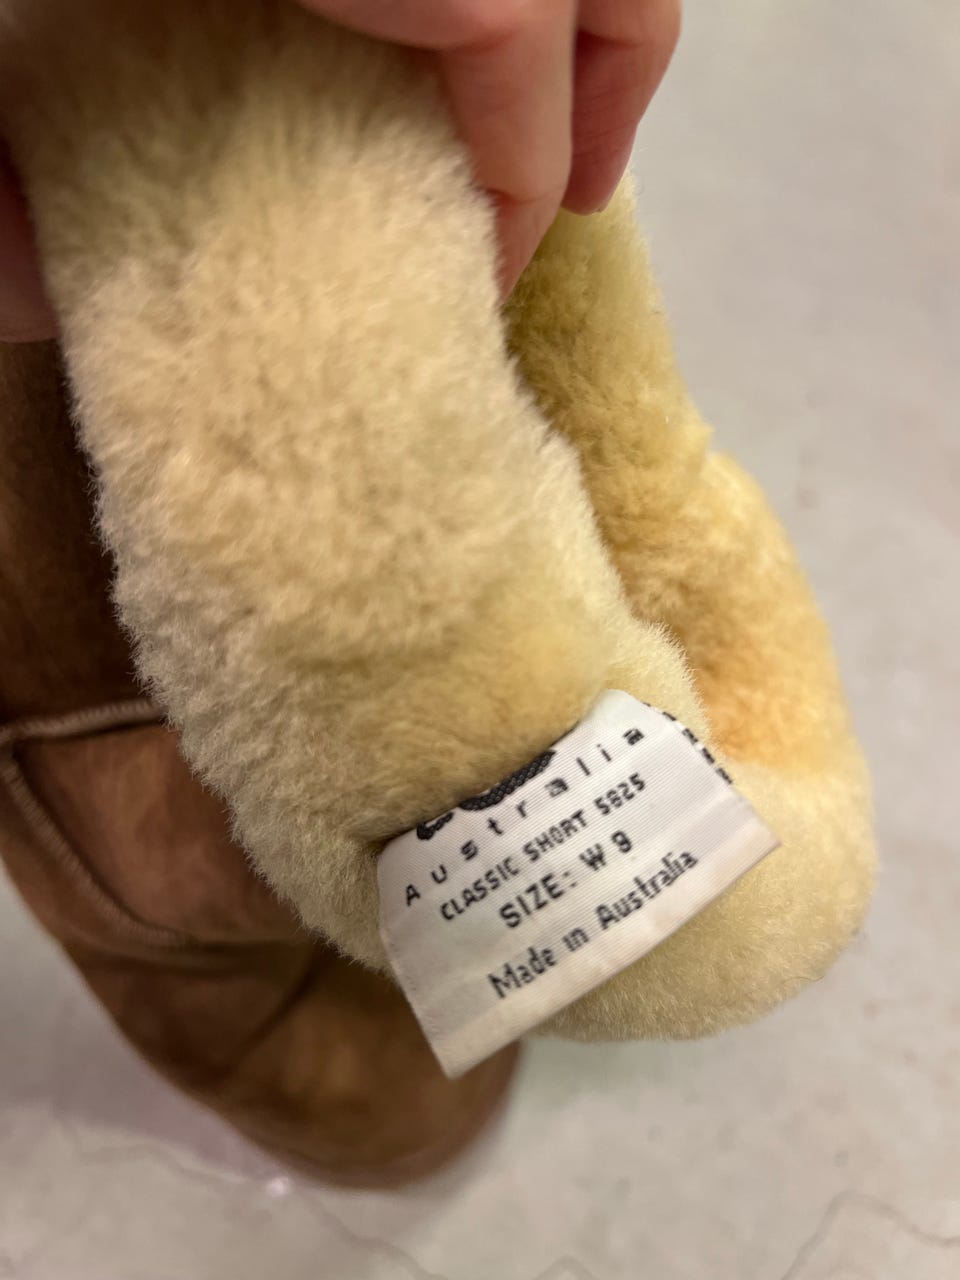 Australia
CLASSIC SHORT 5825
SIZE: W 9
Made in Australia